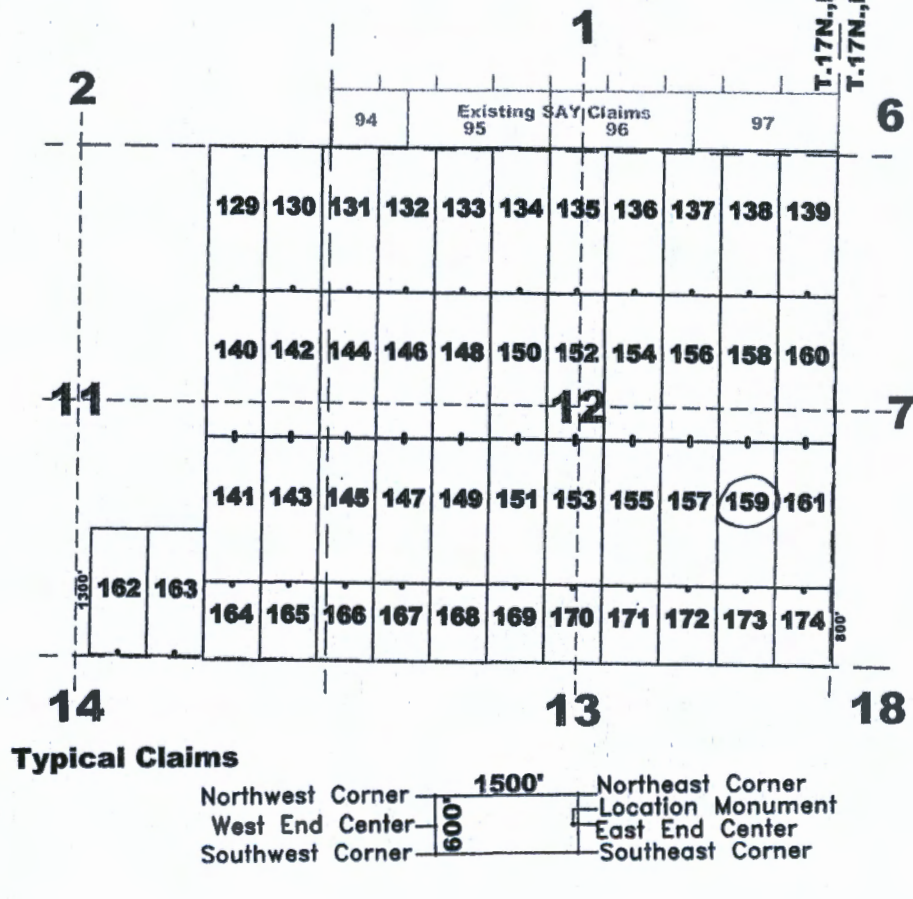 1
T.17N.,
T.17N.,
2
6
Existing SAY Claims
94 95 96 97
129 130 131 132 133 134 135 136 137 138 139
140 142 144 146 148 150 152 154 156 158 160
11 12 7
141 143 145 147 149 151 153 155 157 159 161
1300' 162 163
164 165 166 167 168 169 170 171 172 173 174 800'
14 13 18
Typical Claims
1500'
600'
Northwest Corner
West End Center
Southwest Corner
Northeast Corner
Location Monument
East End Center
Southeast Corner